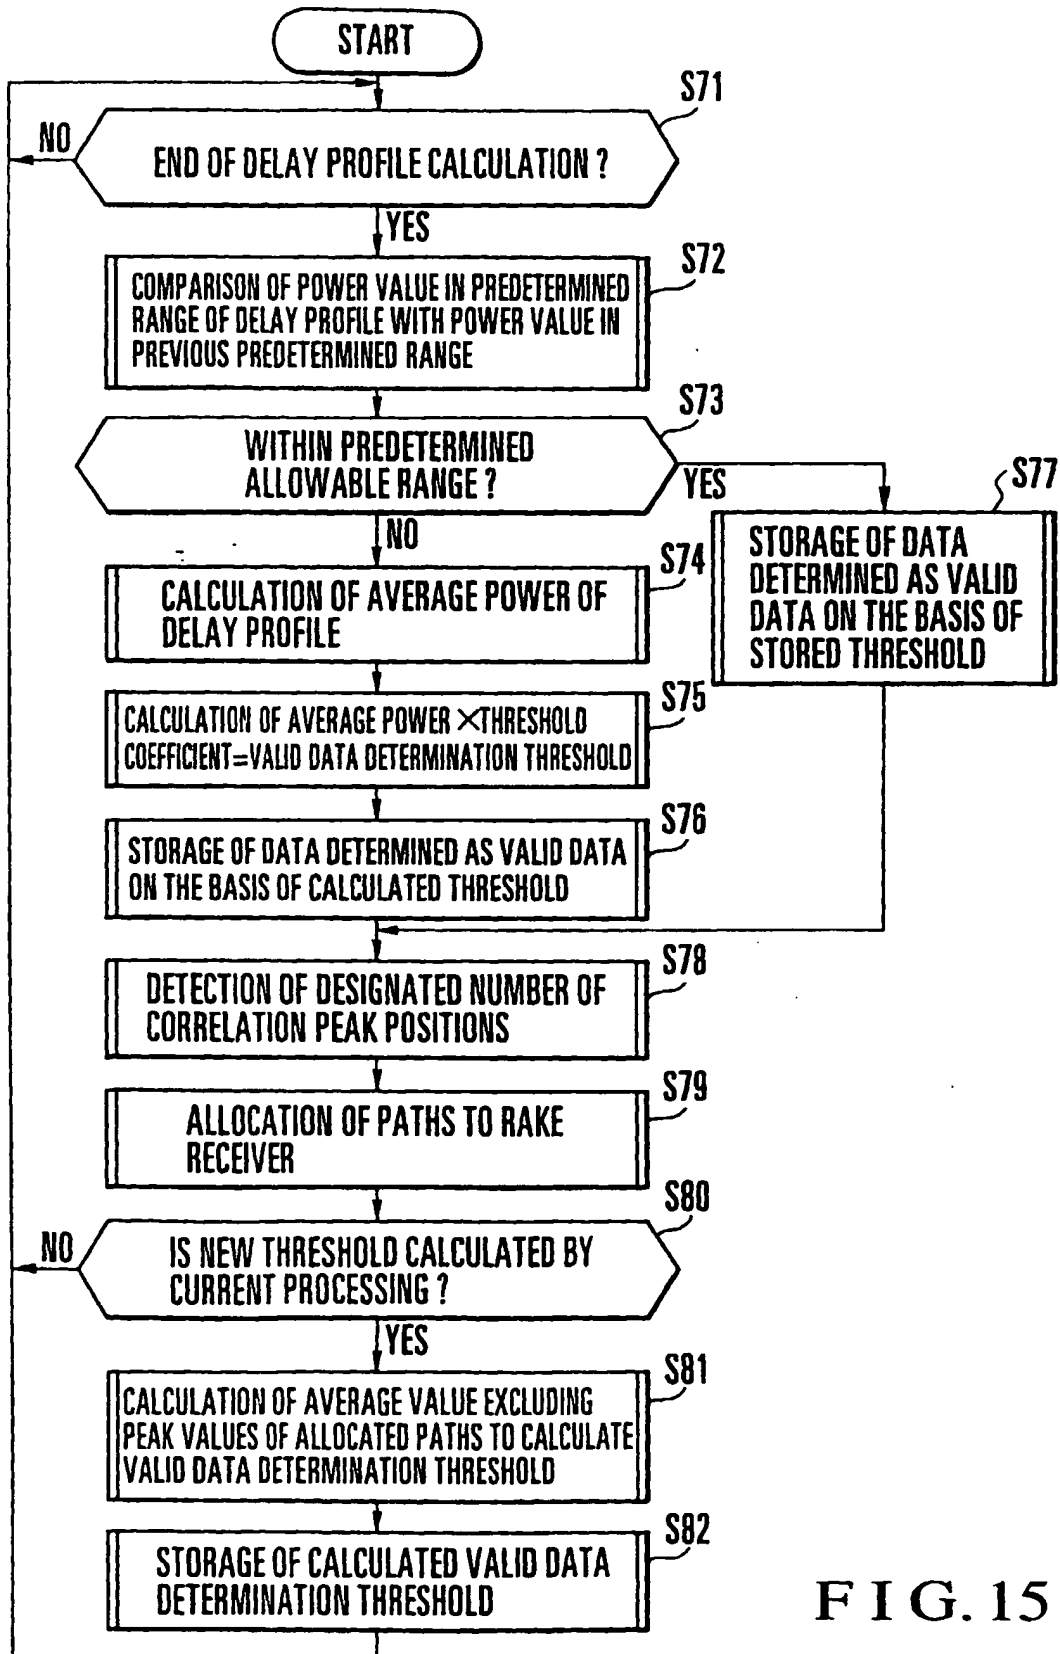 START
S71
NO
END OF DELAY PROFILE CALCULATION ?
YES
S72
COMPARISON OF POWER VALUE IN PREDETERMINED
RANGE OF DELAY PROFILE WITH POWER VALUE IN
PREVIOUS PREDETERMINED RANGE
S73
WITHIN PREDETERMINED
ALLOWABLE RANGE ?
YES
S77
STORAGE OF DATA
DETERMINED AS VALID
DATA ON THE BASIS OF
STORED THRESHOLD
NO
S74
CALCULATION OF AVERAGE POWER OF
DELAY PROFILE
S75
CALCULATION OF AVERAGE POWER ×THRESHOLD
COEFFICIENT=VALID DATA DETERMINATION THRESHOLD
S76
STORAGE OF DATA DETERMINED AS VALID DATA
ON THE BASIS OF CALCULATED THRESHOLD
S78
DETECTION OF DESIGNATED NUMBER OF
CORRELATION PEAK POSITIONS
S79
ALLOCATION OF PATHS TO RAKE
RECEIVER
S80
NO
IS NEW THRESHOLD CALCULATED BY
CURRENT PROCESSING ?
YES
S81
CALCULATION OF AVERAGE VALUE EXCLUDING
PEAK VALUES OF ALLOCATED PATHS TO CALCULATE
VALID DATA DETERMINATION THRESHOLD
S82
STORAGE OF CALCULATED VALID DATA
DETERMINATION THRESHOLD
FIG. 15